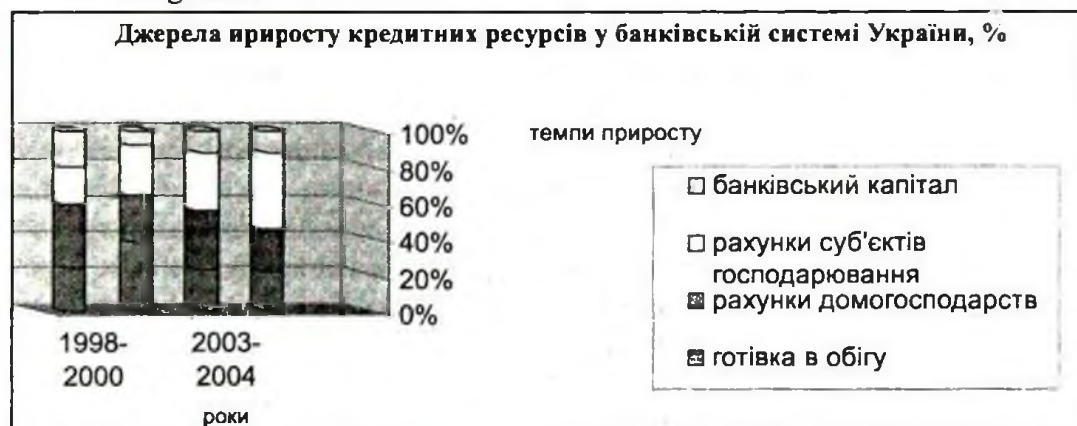 Джерела ириросту кредитних ресурсів у банківській системі України, %
100%
80%
60%
40%
20%
0%
темпи приросту
1998-
2000
2003-
2004
роки
банківський капітал
рахунки суб'єктів
господарювання
рахунки домогосподарств
готівка в обігу